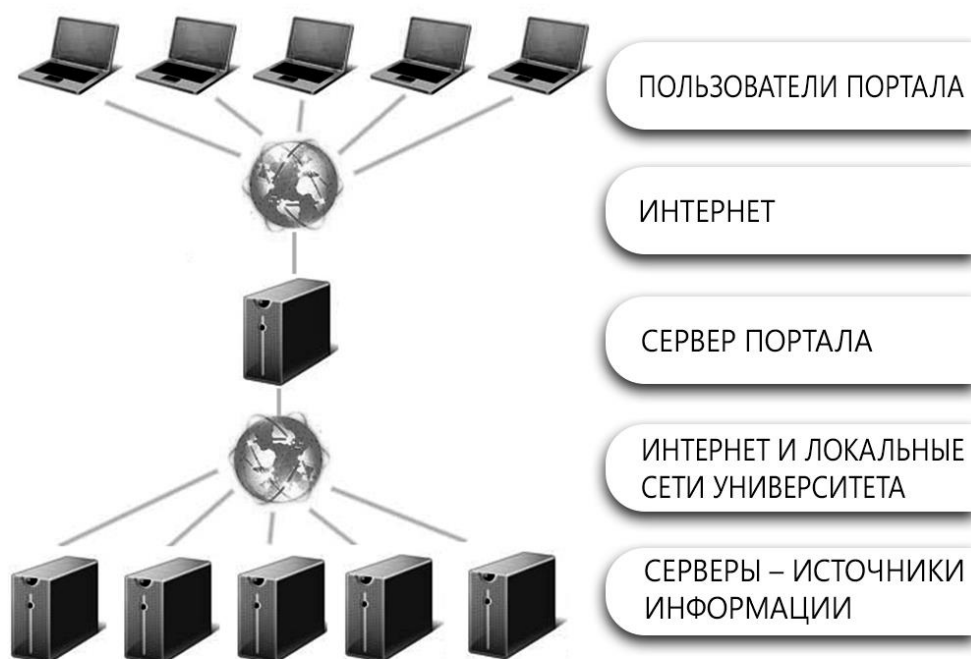 ПОЛЬЗОВАТЕЛИ ПОРТАЛА
ИНТЕРНЕТ
СЕРВЕР ПОРТАЛА
ИНТЕРНЕТ И ЛОКАЛЬНЫЕ
СЕТИ УНИВЕРСИТЕТА
СЕРВЕРЫ – ИСТОЧНИКИ
ИНФОРМАЦИИ